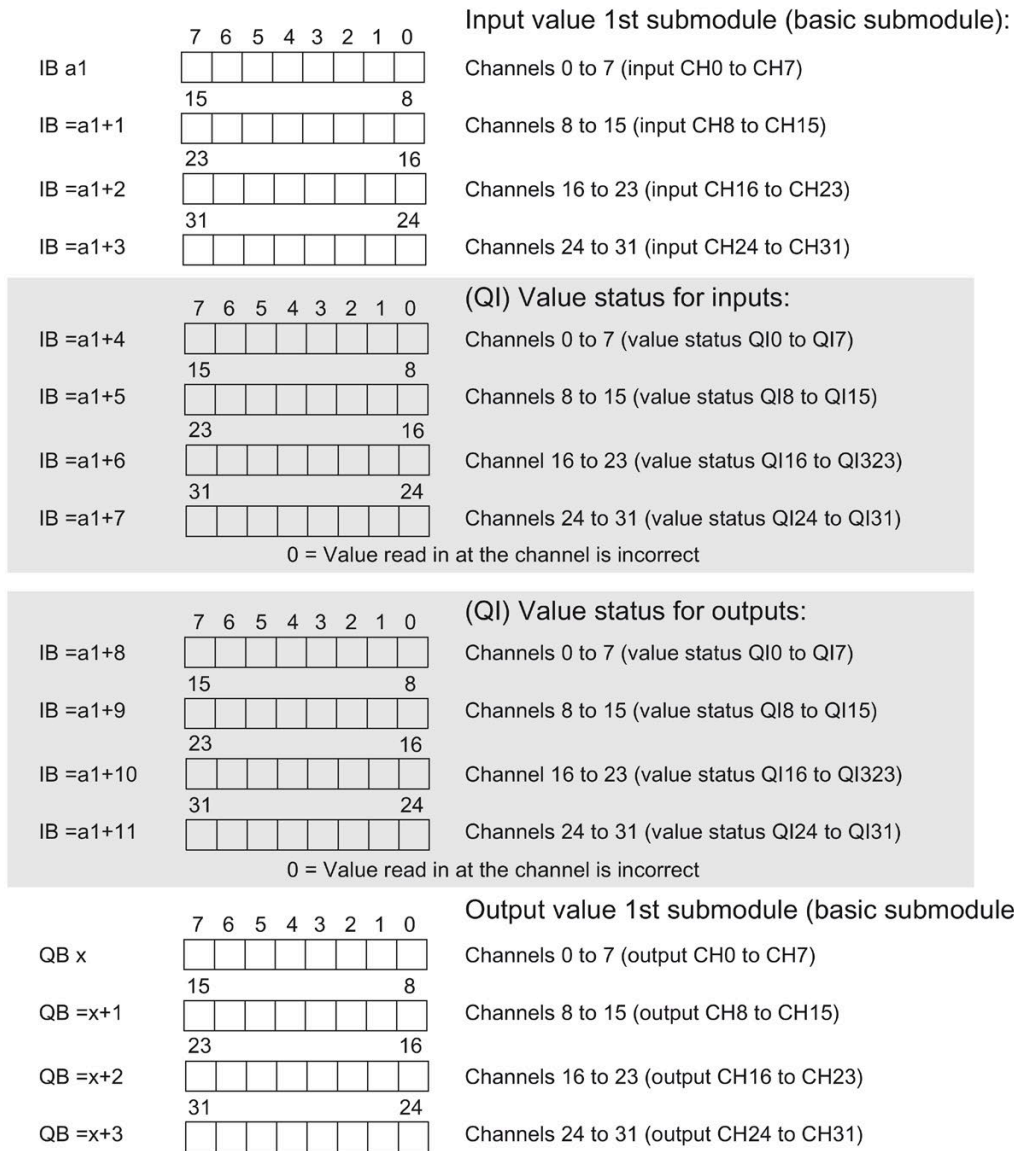 Input value 1st submodule (basic submodule):
7 6 5 4 3 2 1 0
IB a1 Channels 0 to 7 (input CH0 to CH7)
15 8
IB =a1+1 Channels 8 to 15 (input CH8 to CH15)
23 16
IB =a1+2 Channels 16 to 23 (input CH16 to CH23)
31 24
IB =a1+3 Channels 24 to 31 (input CH24 to CH31)
(QI) Value status for inputs:
7 6 5 4 3 2 1 0
IB =a1+4 Channels 0 to 7 (value status QI0 to QI7)
15 8
IB =a1+5 Channels 8 to 15 (value status QI8 to QI15)
23 16
IB =a1+6 Channel 16 to 23 (value status QI16 to QI323)
31 24
IB =a1+7 Channels 24 to 31 (value status QI24 to QI31)
0 = Value read in at the channel is incorrect
(QI) Value status for outputs:
7 6 5 4 3 2 1 0
IB =a1+8 Channels 0 to 7 (value status QI0 to QI7)
15 8
IB =a1+9 Channels 8 to 15 (value status QI8 to QI15)
23 16
IB =a1+10 Channel 16 to 23 (value status QI16 to QI323)
31 24
IB =a1+11 Channels 24 to 31 (value status QI24 to QI31)
0 = Value read in at the channel is incorrect
Output value 1st submodule (basic submodule
7 6 5 4 3 2 1 0
QB x Channels 0 to 7 (output CH0 to CH7)
15 8
QB =x+1 Channels 8 to 15 (output CH8 to CH15)
23 16
QB =x+2 Channels 16 to 23 (output CH16 to CH23)
31 24
QB =x+3 Channels 24 to 31 (output CH24 to CH31)